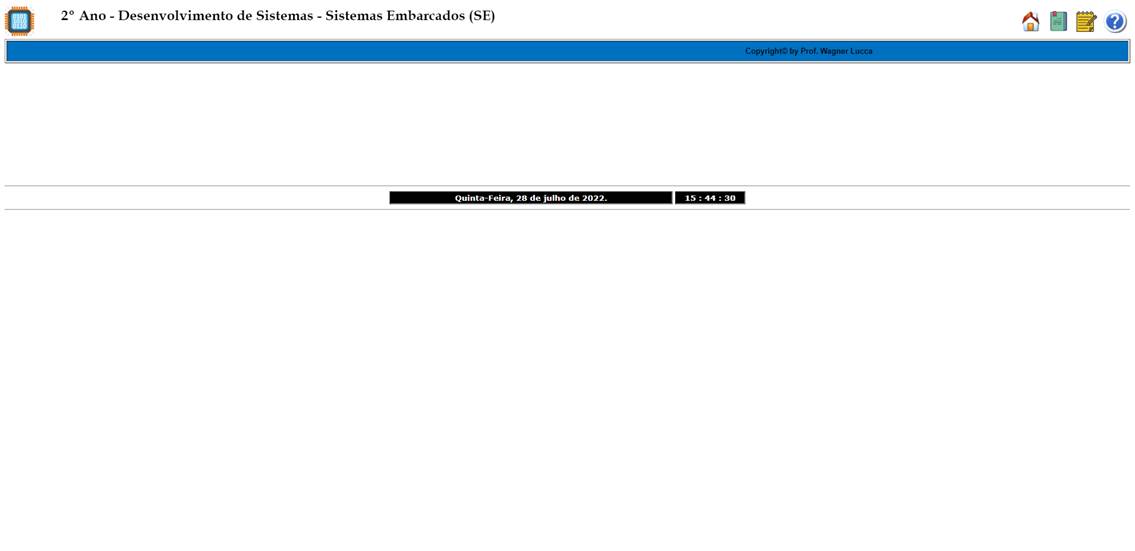 2° Ano - Desenvolvimento de Sistemas - Sistemas Embarcados (SE)
Copyright© by Prof. Wagner Lucca
Quinta-Feira, 28 de julho de 2022.
15 : 44 : 30